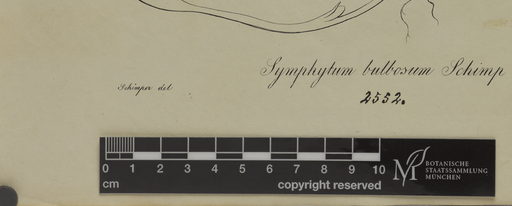 Symphytum bulbosum Schimp
Schimper del
2552.
0 1 2 3 4 5 6 7 8 9 10
cm
copyright reserved
M
BOTANISCHE
STAATSSAMMLUNG
MÜNCHEN